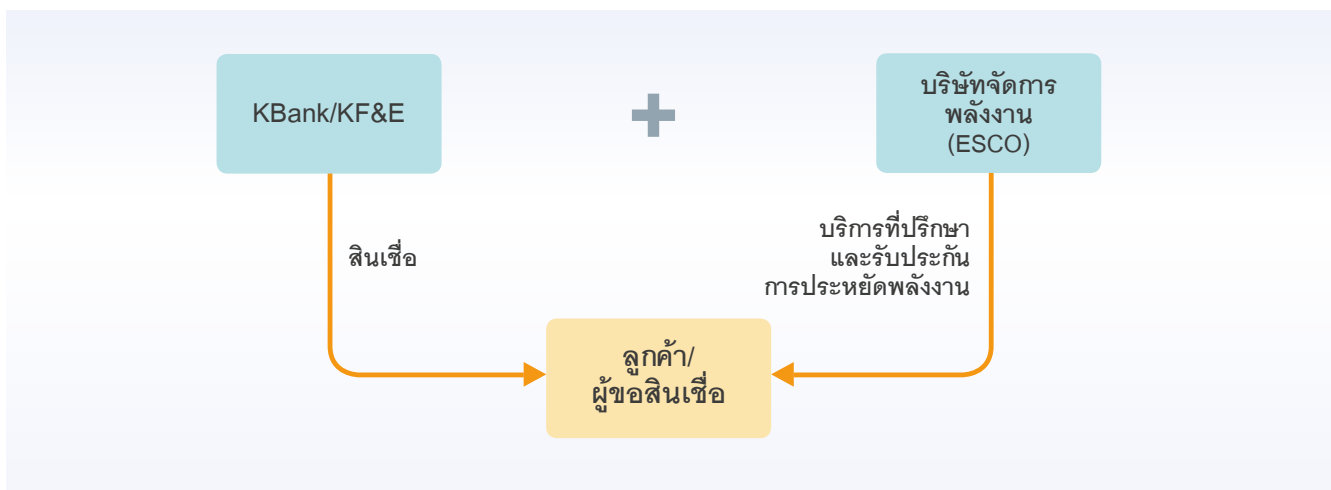 KBank/KF&E
บริษัทจัดการ
พลังงาน
(ESCO)
สินเชื่อ
บริการที่ปรึกษา
และรับประกัน
การประหยัดพลังงาน
ลูกค้า/
ผู้ขอสินเชื่อ